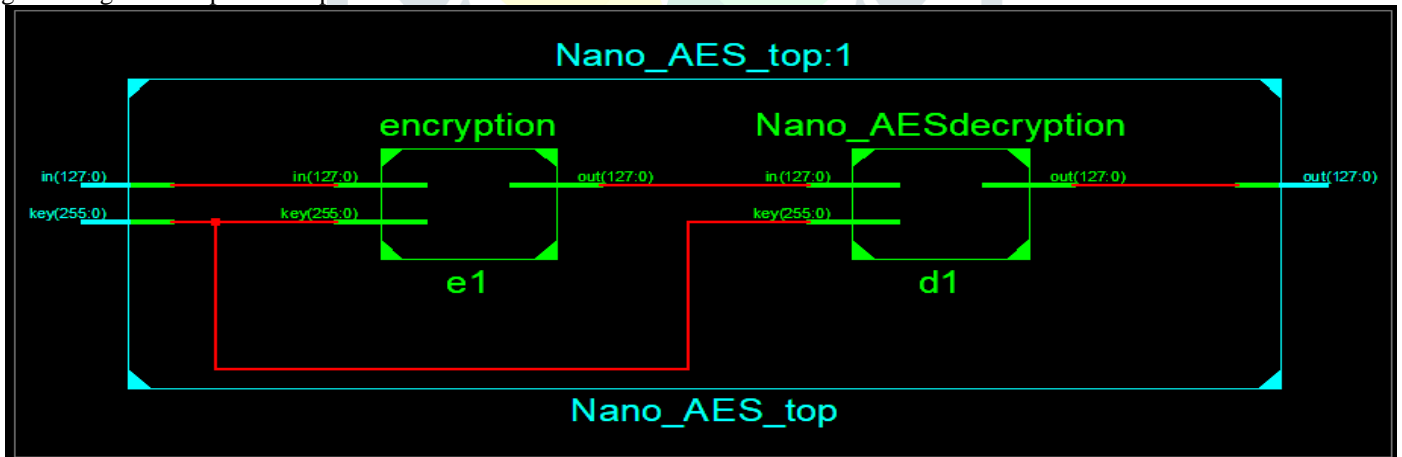 Nano_AES_top:1
encryption
Nano_AESdecryption
in(127:0)
in(127:0)
out(127:0)
in(127:0)
out(127:0)
out(127:0)
key(255:0)
key(255:0)
key(255:0)
e1
d1
Nano_AES_top